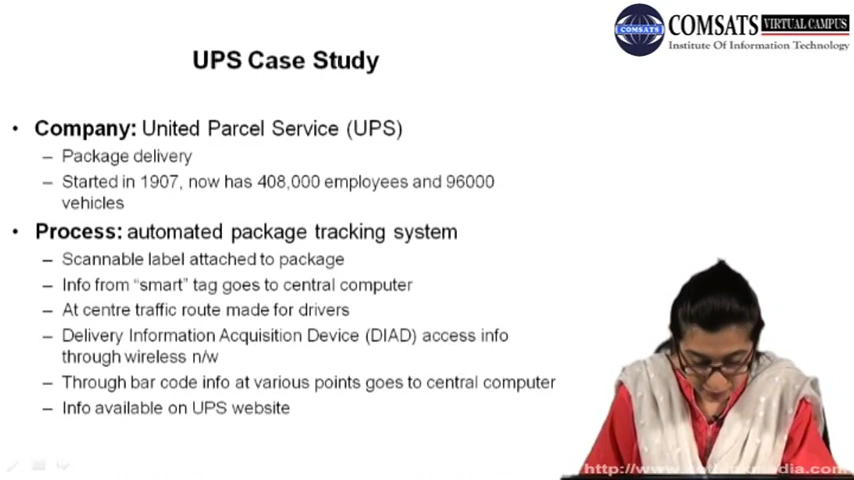 COMSATS VIRTUAL CAMPUS
COMSATS
Institute Of Information Technology
UPS Case Study
• Company: United Parcel Service (UPS)
– Package delivery
– Started in 1907, now has 408,000 employees and 96000
vehicles
• Process: automated package tracking system
– Scannable label attached to package
– Info from “smart” tag goes to central computer
– At centre traffic route made for drivers
– Delivery Information Acquisition Device (DIAD) access info
through wireless n/w
– Through bar code info at various points goes to central computer
– Info available on UPS website